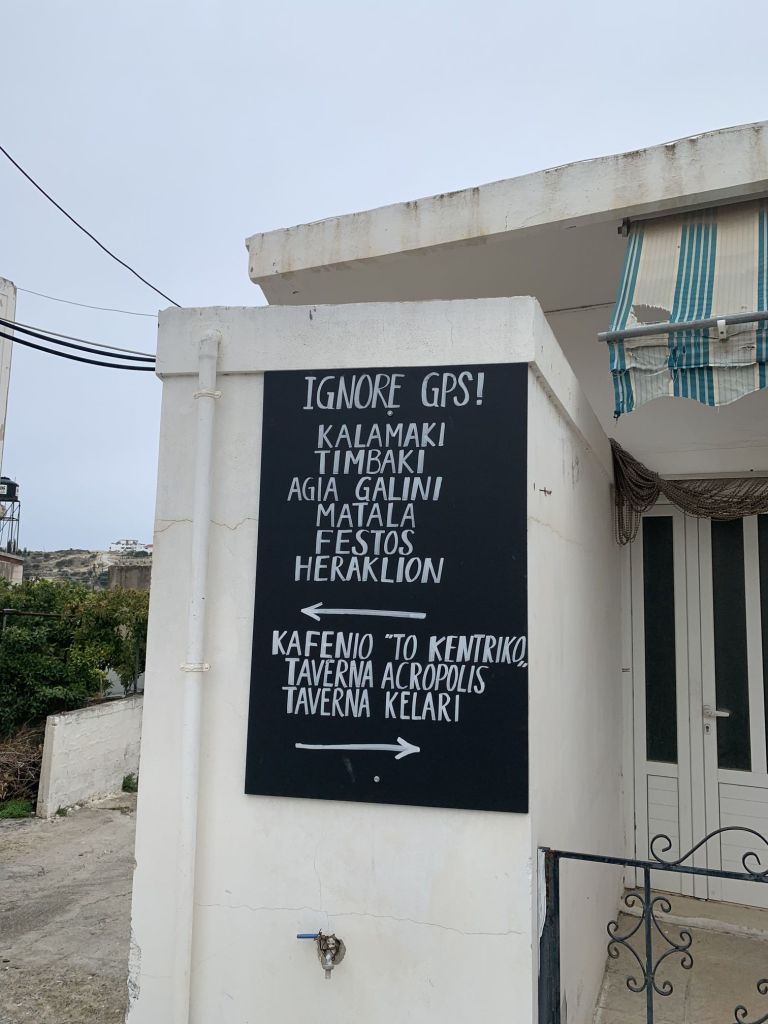 IGNORE GPS!
KALAMAKI
TIMBAKI
AGIA GALINI
MATALA
FESTOS
HERAKLION
KAFENIO "TO KENTRIKO„
TAVERNA ACROPOLIS
TAVERNA KELARI